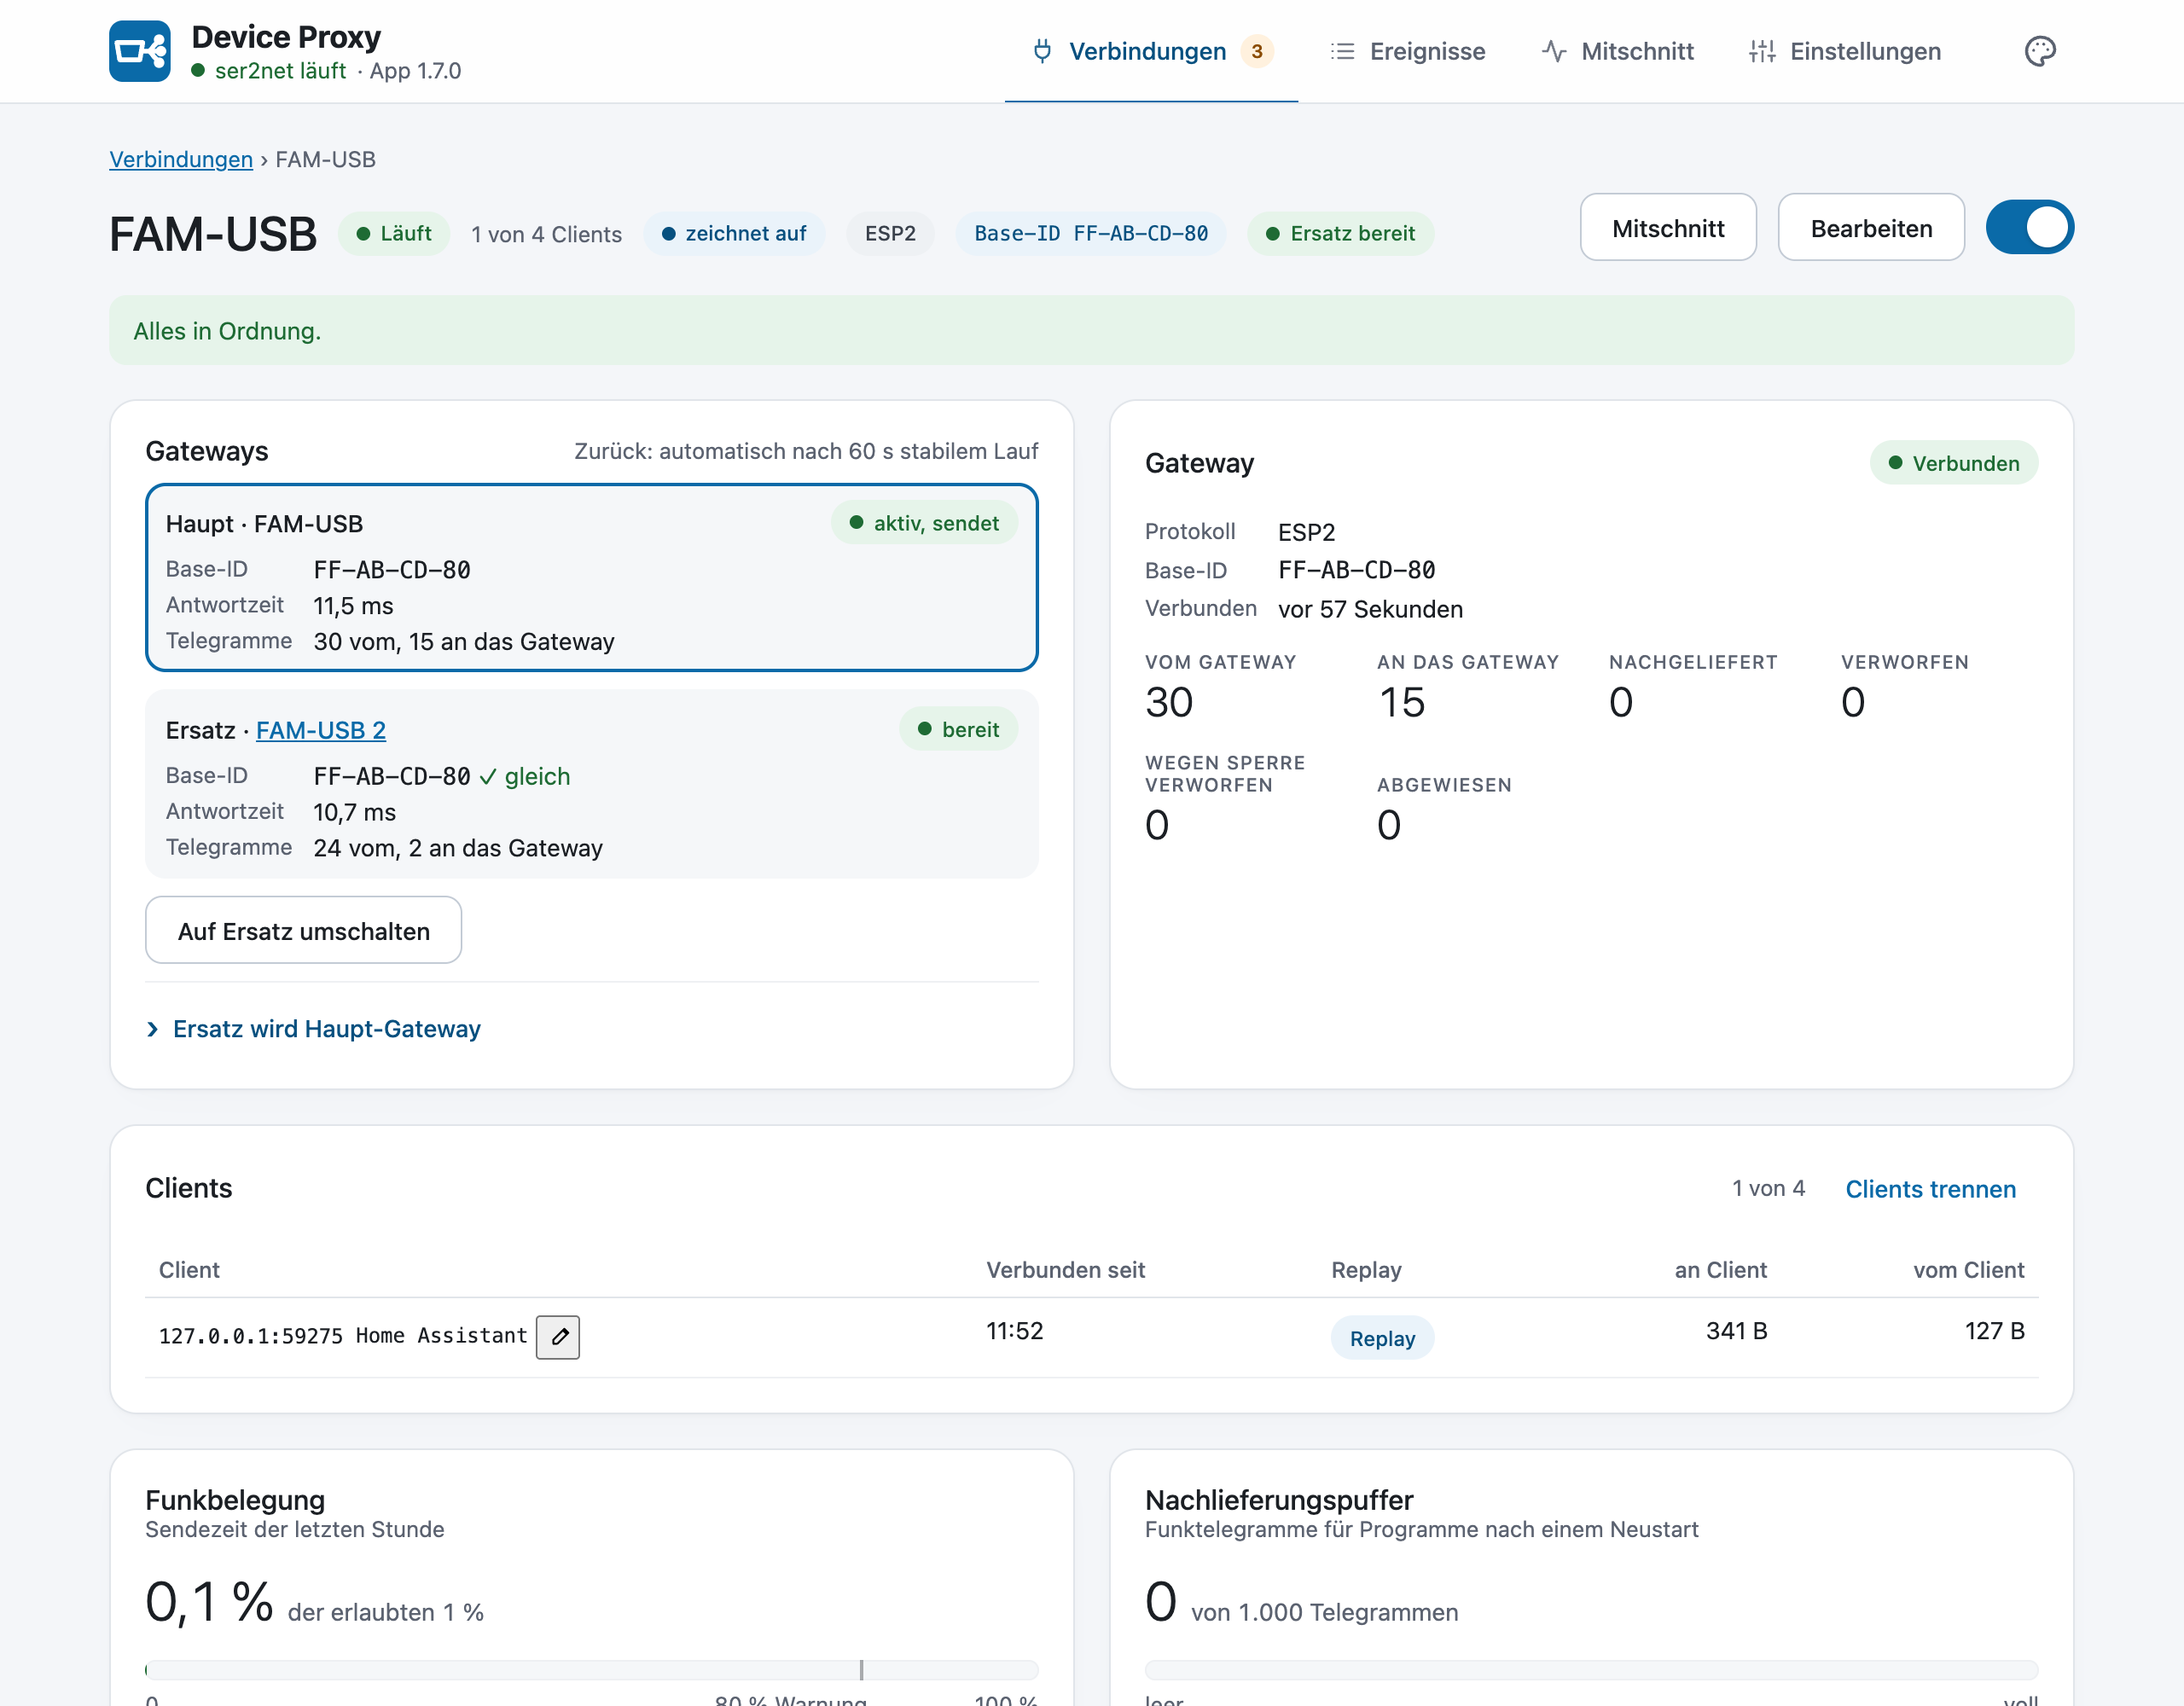 Device Proxy
ser2net läuft · App 1.7.0
Verbindungen 3
Ereignisse
Mitschnitt
Einstellungen
Verbindungen › FAM-USB
FAM-USB
Läuft
1 von 4 Clients
zeichnet auf
ESP2
Base-ID FF-AB-CD-80
Ersatz bereit
Mitschnitt
Bearbeiten
Alles in Ordnung.
Gateways
Zurück: automatisch nach 60 s stabilem Lauf
Haupt · FAM-USB
aktiv, sendet
Base-ID FF-AB-CD-80
Antwortzeit 11,5 ms
Telegramme 30 vom, 15 an das Gateway
Ersatz · FAM-USB 2
bereit
Base-ID FF-AB-CD-80 ✓ gleich
Antwortzeit 10,7 ms
Telegramme 24 vom, 2 an das Gateway
Auf Ersatz umschalten
› Ersatz wird Haupt-Gateway
Gateway
Verbunden
Protokoll ESP2
Base-ID FF-AB-CD-80
Verbunden vor 57 Sekunden
VOM GATEWAY
30
AN DAS GATEWAY
15
NACHGELIEFERT
0
VERWORFEN
0
WEGEN SPERRE
VERWORFEN
0
ABGEWIESEN
0
Clients
1 von 4
Clients trennen
Client Verbunden seit Replay an Client vom Client
127.0.0.1:59275 Home Assistant 11:52 Replay 341 B 127 B
Funkbelegung
Sendezeit der letzten Stunde
0,1 % der erlaubten 1 %
0 80 % Warnung 100 %
Nachlieferungspuffer
Funktelegramme für Programme nach einem Neustart
0 von 1.000 Telegrammen
leer voll